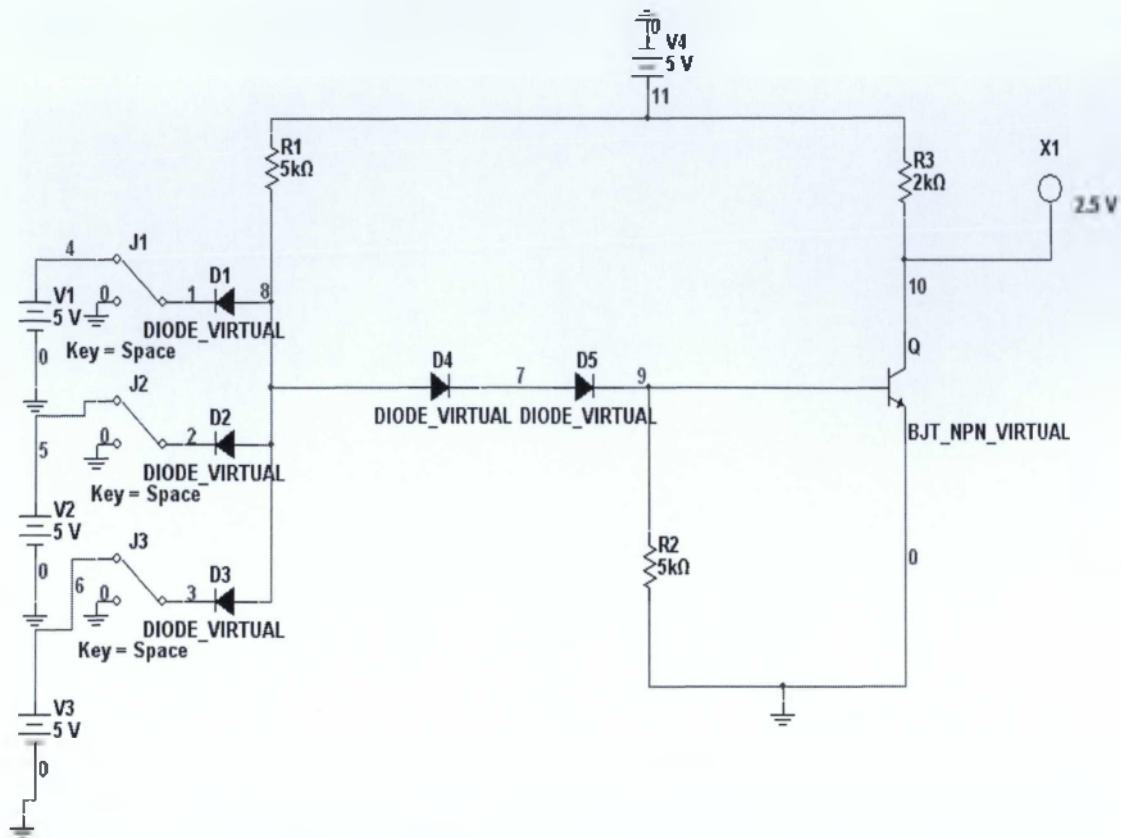 0
V4
5 V
11
R1
5kΩ
R3
2kΩ
X1
2.5 V
4
J1
V1
5 V
0
0
Key = Space
1
D1
DIODE_VIRTUAL
8
10
Q
BJT_NPN_VIRTUAL
J2
5
0
Key = Space
2
D2
DIODE_VIRTUAL
D4
DIODE_VIRTUAL
7
D5
DIODE_VIRTUAL
9
V2
5 V
0
J3
6
0
Key = Space
3
D3
DIODE_VIRTUAL
R2
5kΩ
0
V3
5 V
0